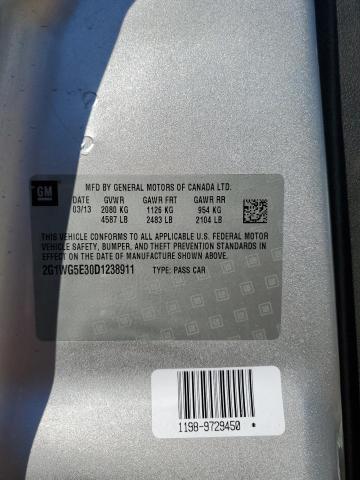 GM
MFD BY GENERAL MOTORS OF CANADA LTD.
DATE GVWR GAWR FRT GAWR RR
03/13 2080 KG 1126 KG 954 KG
4587 LB 2483 LB 2104 LB
THIS VEHICLE CONFORMS TO ALL APPLICABLE U.S. FEDERAL MOTOR
VEHICLE SAFETY, BUMPER, AND THEFT PREVENTION STANDARDS IN
EFFECT ON THE DATE OF MANUFACTURE SHOWN ABOVE.
2G1WG5E30D1238911 TYPE: PASS CAR
1198-9729450 *